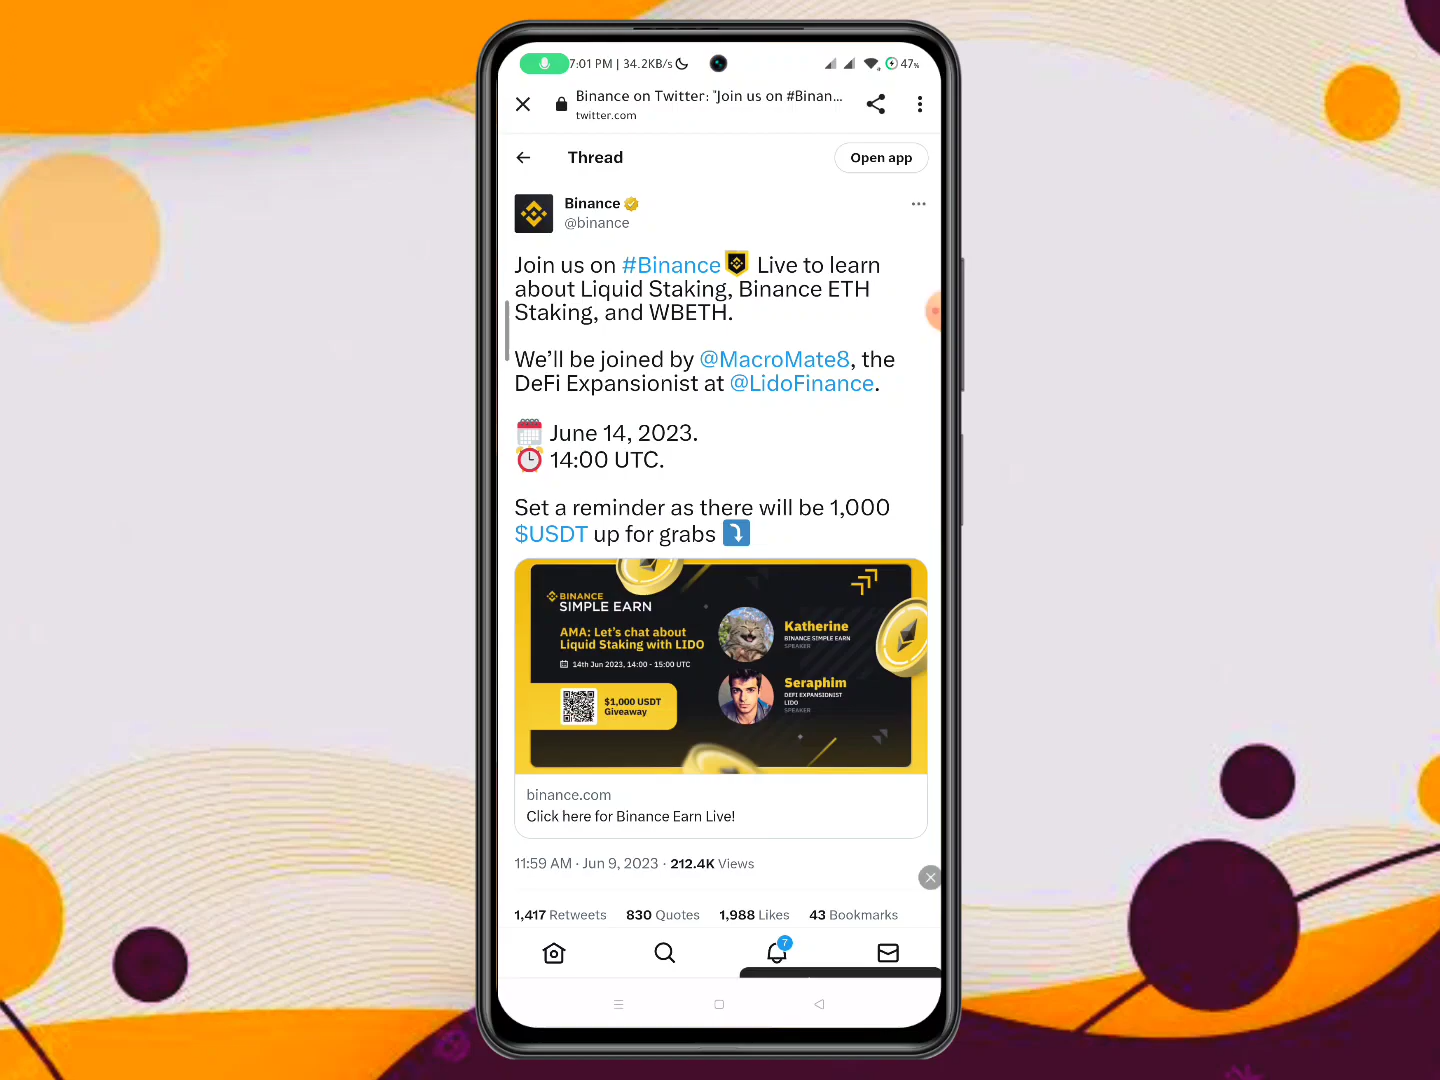 7:01 PM | 34.2KB/s
47%
Binance on Twitter: "Join us on #Binan...
twitter.com
Thread
Open app
Binance
@binance
Join us on #Binance Live to learn
about Liquid Staking, Binance ETH
Staking, and WBETH.
We’ll be joined by @MacroMate8, the
DeFi Expansionist at @LidoFinance.
June 14, 2023.
14:00 UTC.
Set a reminder as there will be 1,000
$USDT up for grabs
BINANCE
SIMPLE EARN
AMA: Let's chat about
Liquid Staking with LIDO
14th Jun 2023, 14:00 - 15:00 UTC
$1,000 USDT
Giveaway
Katherine
BINANCE SIMPLE EARN
SPEAKER
Seraphim
DEFI EXPANSIONIST
LIDO
SPEAKER
binance.com
Click here for Binance Earn Live!
11:59 AM · Jun 9, 2023 · 212.4K Views
1,417 Retweets 830 Quotes 1,988 Likes 43 Bookmarks
7